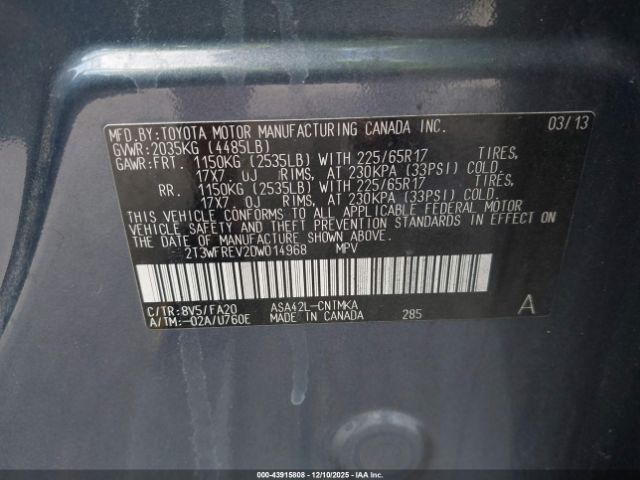 MFD.BY:TOYOTA MOTOR MANUFACTURING CANADA INC. 03/13
GVWR:2035KG (4485LB)
GAWR:FRT. 1150KG (2535LB) WITH 225/65R17 TIRES,
17X7 0J RIMS, AT 230KPA (33PSI) COLD.
RR. 1150KG (2535LB) WITH 225/65R17 TIRES,
17X7 0J RIMS, AT 230KPA (33PSI) COLD.
THIS VEHICLE CONFORMS TO ALL APPLICABLE FEDERAL MOTOR
VEHICLE SAFETY AND THEFT PREVENTION STANDARDS IN EFFECT ON
THE DATE OF MANUFACTURE SHOWN ABOVE.
2T3WFREV2DW014968 MPV
C/TR:8V5/FA20 ASA42L-CNTMKA A
A/TM:-02A/U760E MADE IN CANADA 285
000-43915808 - 12/10/2025 - IAAI.com